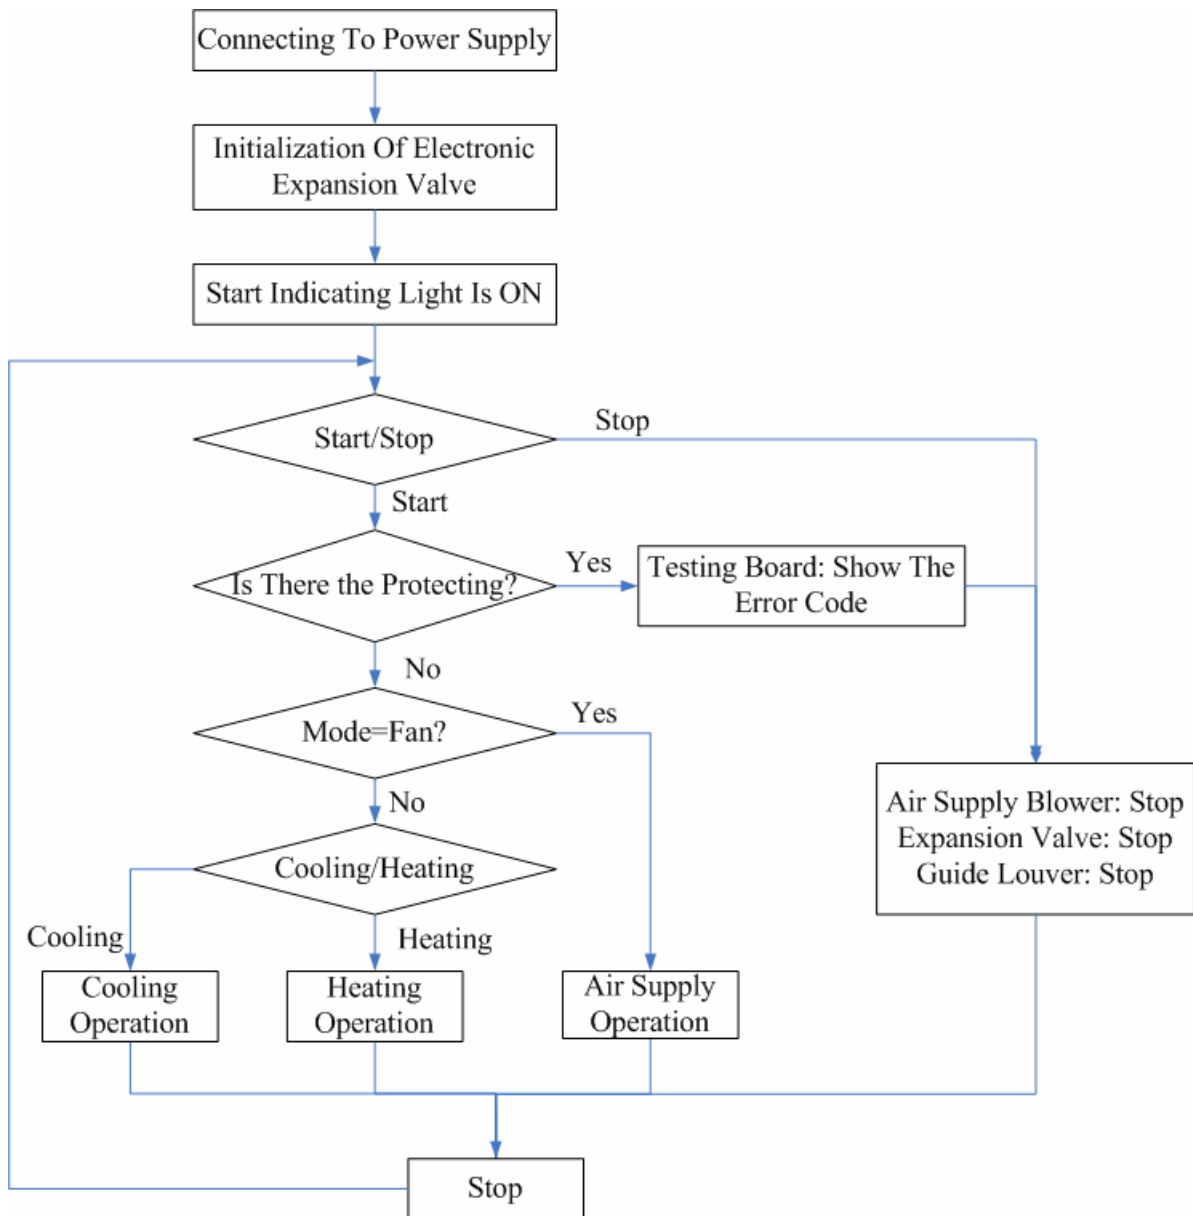 Connecting To Power Supply
Initialization Of Electronic
Expansion Valve
Start Indicating Light Is ON
Start/Stop
Stop
Start
Is There the Protecting?
Yes
Testing Board: Show The
Error Code
No
Mode=Fan?
Yes
No
Air Supply Blower: Stop
Expansion Valve: Stop
Guide Louver: Stop
Cooling/Heating
Cooling
Heating
Cooling
Operation
Heating
Operation
Air Supply
Operation
Stop